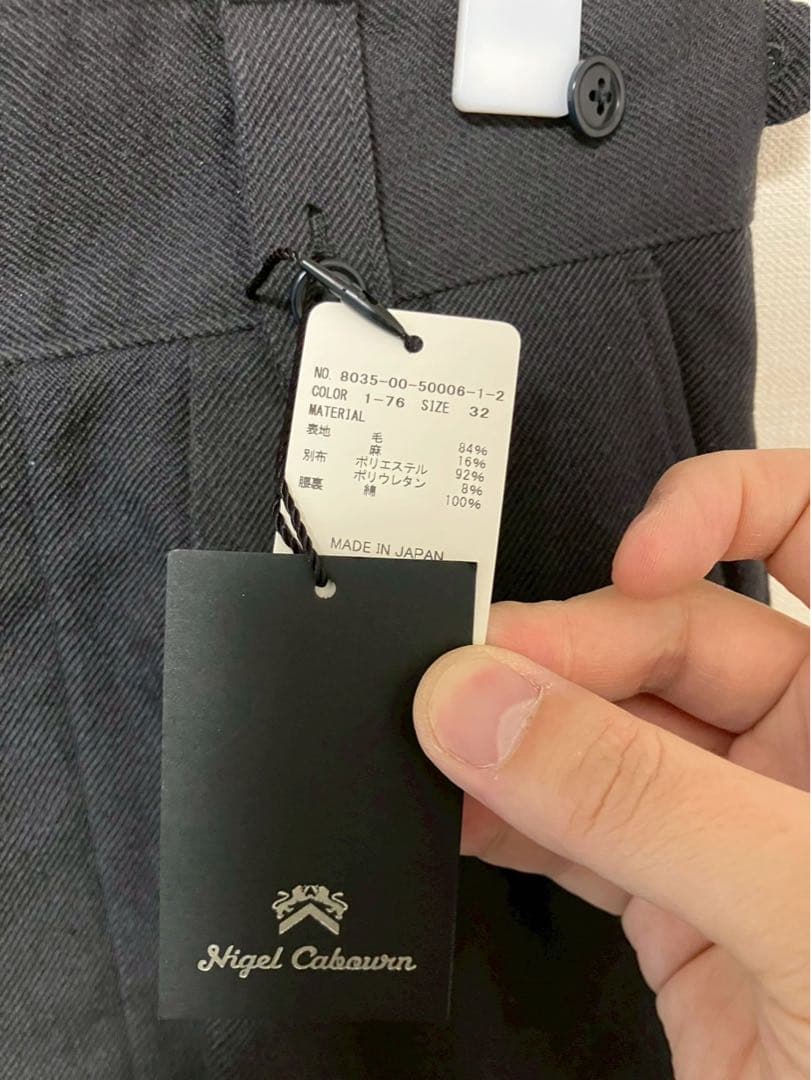 NO. 8035-00-50006-1-2
COLOR 1-76 SIZE 32
MATERIAL
表地 毛 84%
麻 16%
別布 ポリエステル 92%
ポリウレタン 8%
腰裏 綿 100%
MADE IN JAPAN
Nigel Cabourn